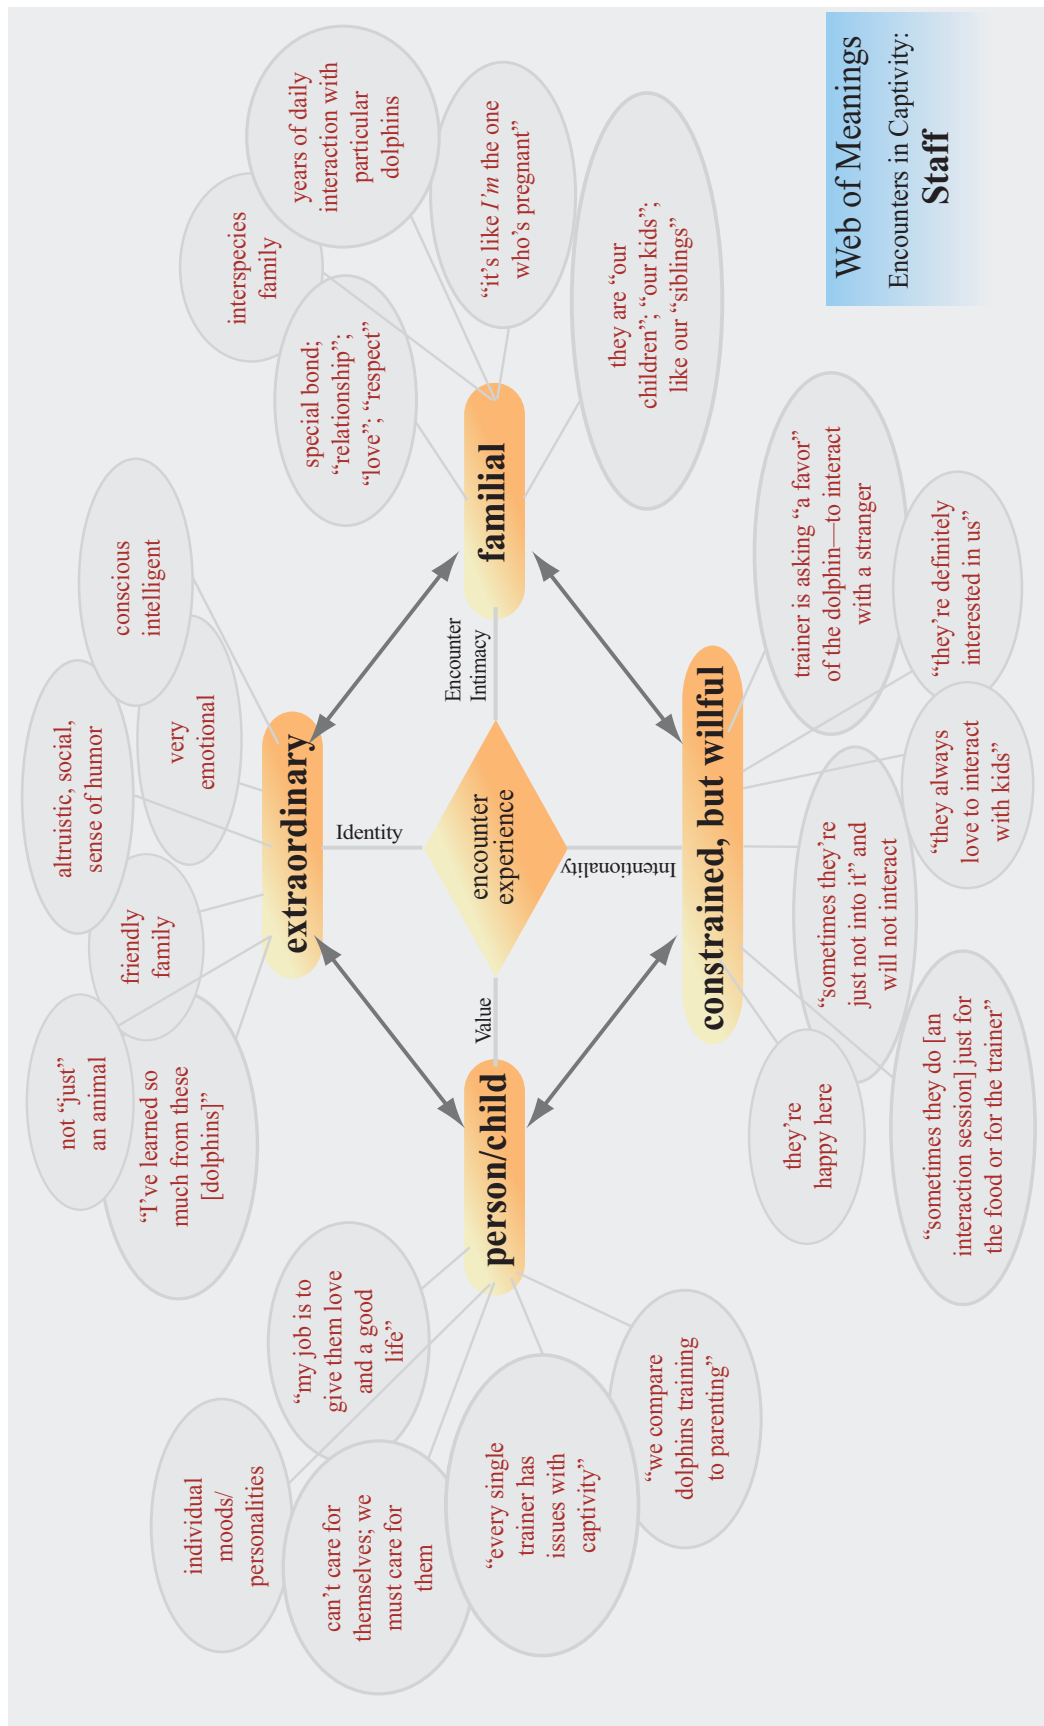 Web of Meanings
Encounters in Captivity:
Staff
not “just”
an animal
“I’ve learned so
much from these
[dolphins]”
friendly
family
altruistic, social,
sense of humor
very
emotional
conscious
intelligent
extraordinary
Identity
individual
moods/
personalities
“my job is to
give them love
and a good
life”
can’t care for
themselves; we
must care for
them
“every single
trainer has
issues with
captivity”
“we compare
dolphins training
to parenting”
person/child
Value
encounter
experience
Encounter
Intimacy
familial
interspecies
family
years of daily
interaction with
particular
dolphins
special bond;
“relationship”;
“love”; “respect”
“it’s like I’m the one
who’s pregnant”
they are “our
children”; “our kids”;
like our “siblings”
Intentionality
constrained, but willful
they’re
happy here
“sometimes they do [an
interaction session] just for
the food or for the trainer”
“sometimes they’re
just not into it” and
will not interact
“they always
love to interact
with kids”
“they’re definitely
interested in us”
trainer is asking “a favor”
of the dolphin—to interact
with a stranger